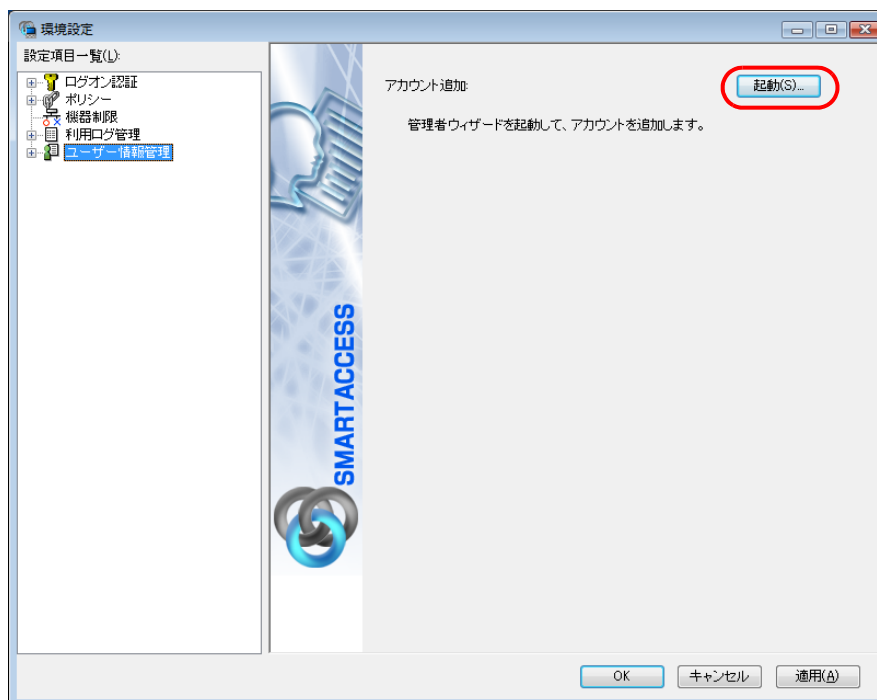 環境設定
設定項目一覧(L):
ログオン認証
ポリシー
機器制限
利用ログ管理
ユーザー情報管理
アカウント追加:
起動(S)...
管理者ウィザードを起動して、アカウントを追加します。
SMARTACCESS
OK
キャンセル
適用(A)